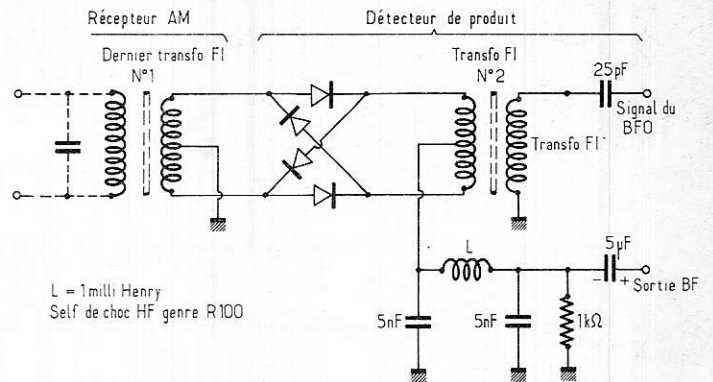 Récepteur AM
Détecteur de produit
Dernier transfo FI
N°1
Transfo FI
N°2
25pF
Signal du
BFO
Transfo FI
L
5µF
- +
Sortie BF
L = 1 milli Henry
Self de choc HF genre R100
5nF
5nF
1kΩ